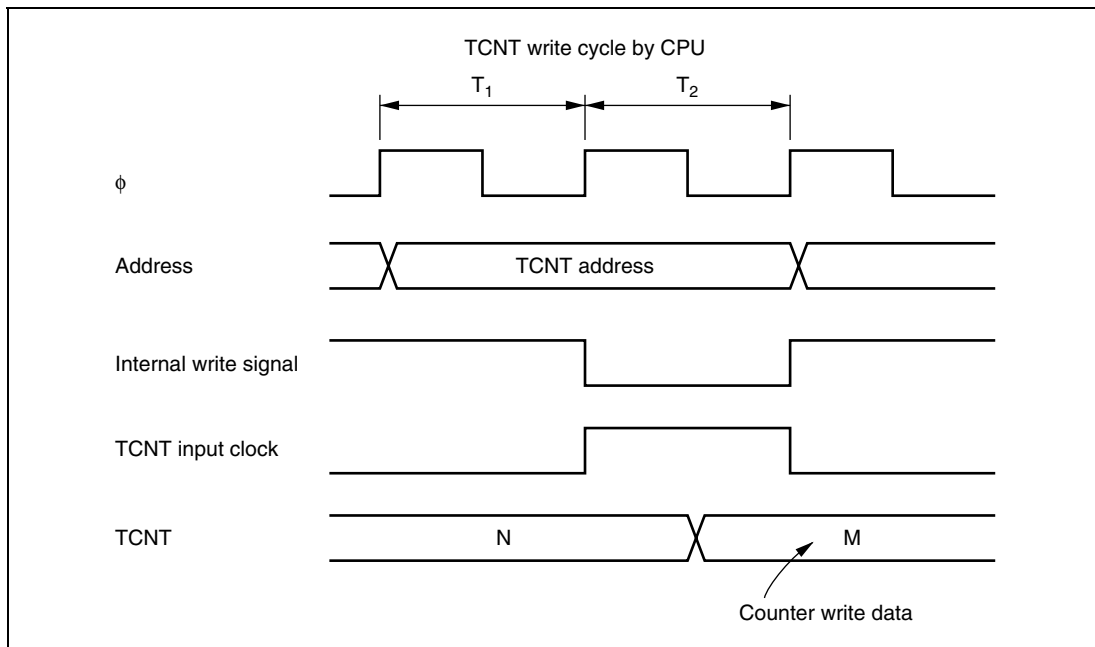 TCNT write cycle by CPU
T1 T2
φ
Address TCNT address
Internal write signal
TCNT input clock
TCNT N M
Counter write data